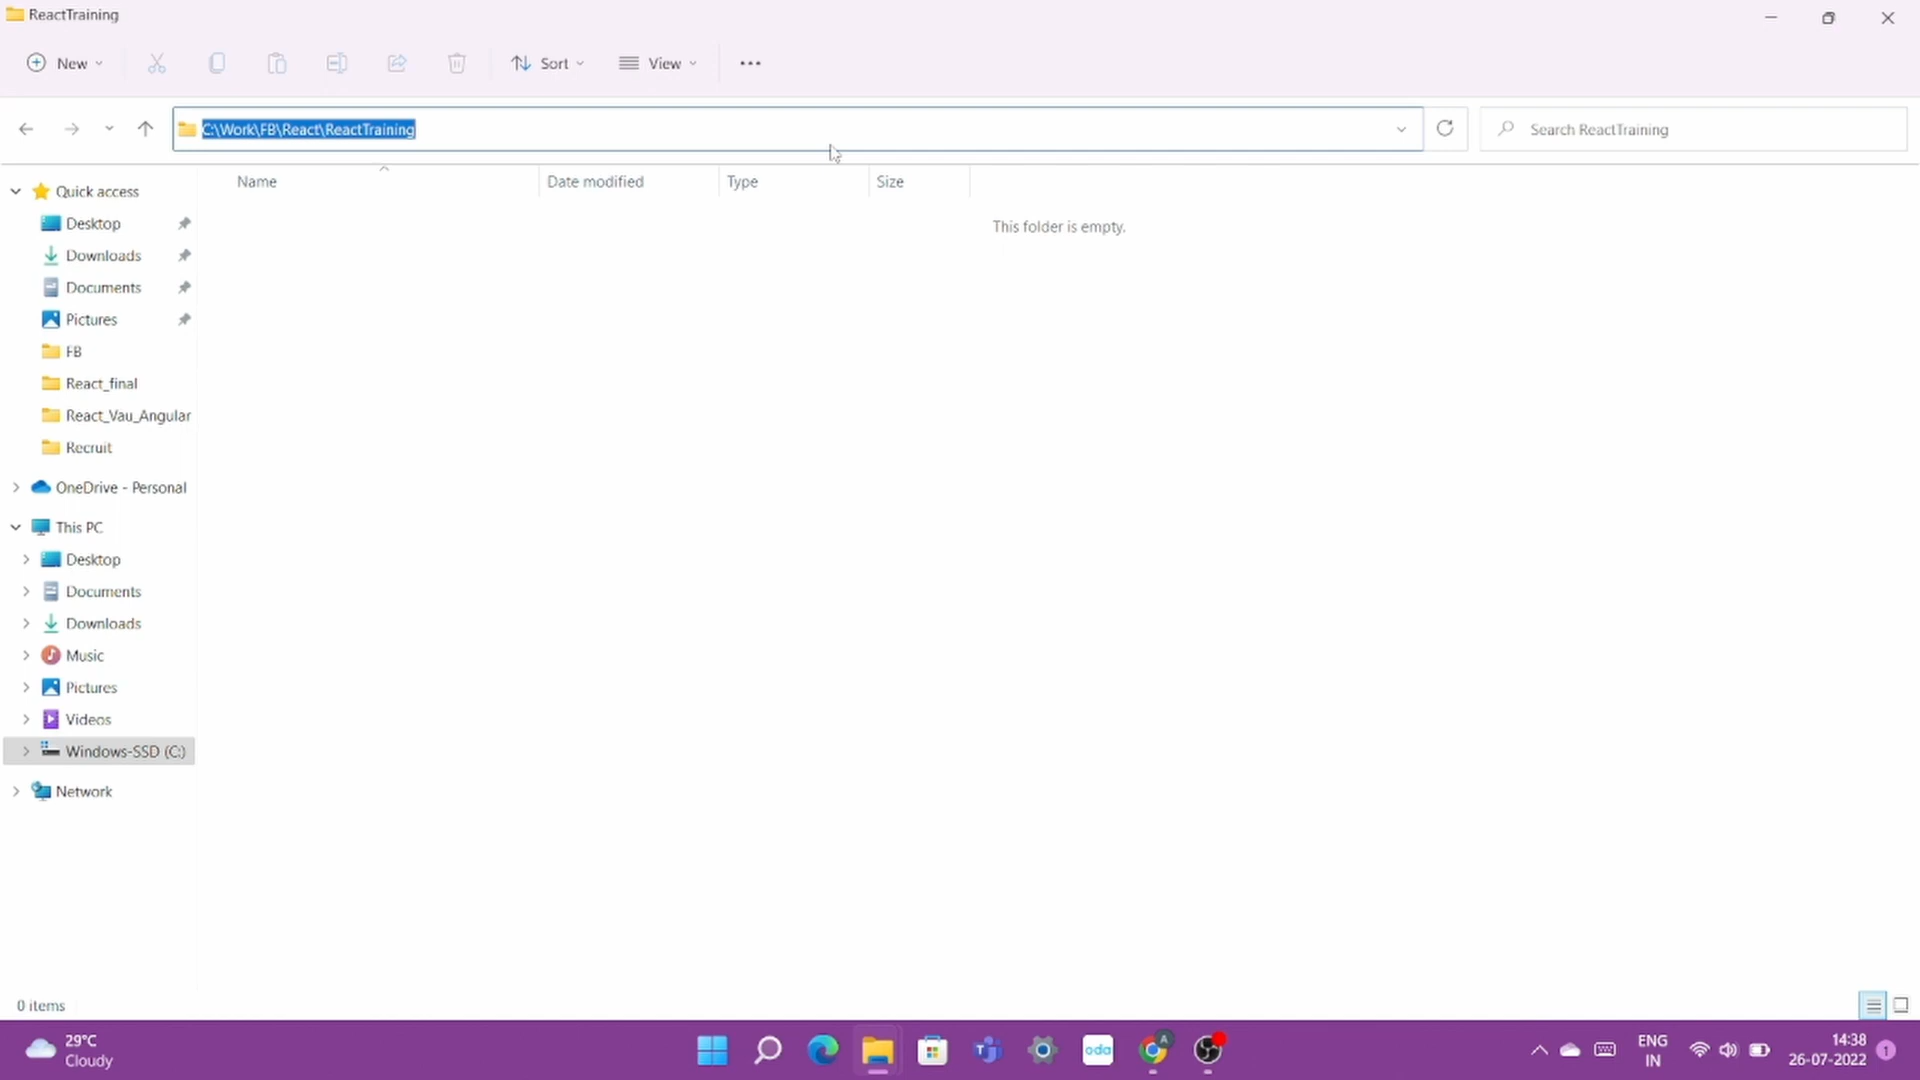 ReactTraining
New
Sort
View
C:\Work\FB\React\ReactTraining
Search ReactTraining
Name
Date modified
Type
Size
This folder is empty.
Quick access
Desktop
Downloads
Documents
Pictures
FB
React_final
React_Vau_Angular
Recruit
OneDrive - Personal
This PC
Desktop
Documents
Downloads
Music
Pictures
Videos
Windows-SSD (C:)
Network
0 items
29°C
Cloudy
oda
A
ENG
IN
14:38
26-07-2022
1